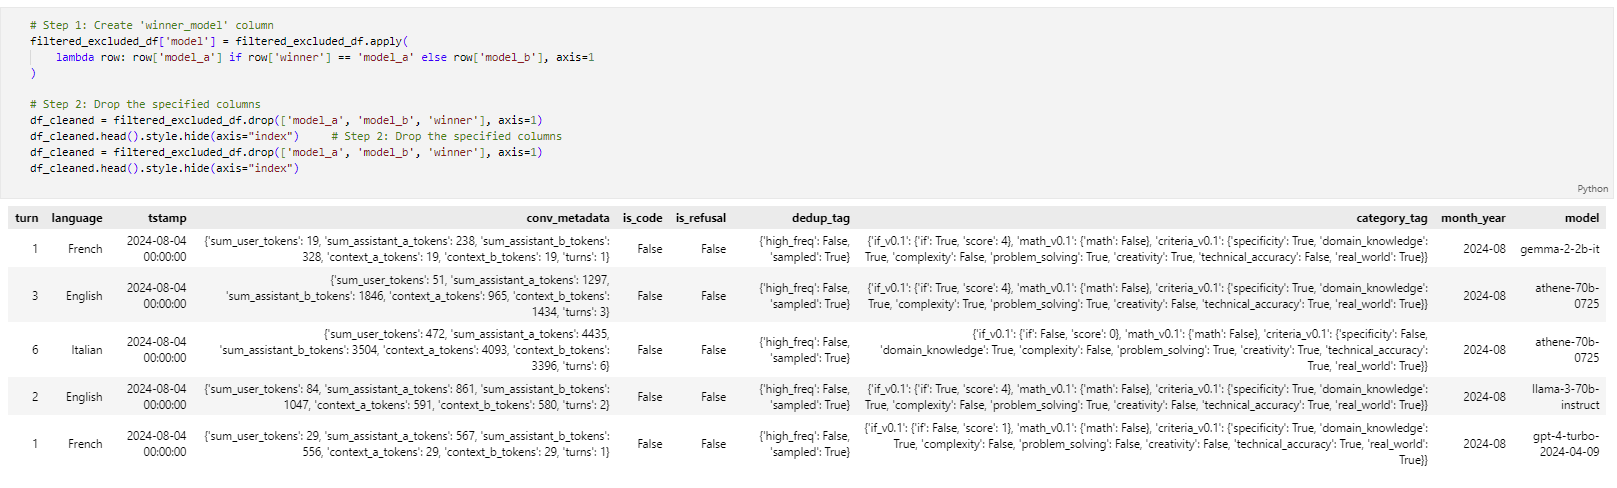 # Step 1: Create 'winner_model' column
filtered_excluded_df['model'] = filtered_excluded_df.apply(
    lambda row: row['model_a'] if row['winner'] == 'model_a' else row['model_b'], axis=1
)
# Step 2: Drop the specified columns
df_cleaned = filtered_excluded_df.drop(['model_a', 'model_b', 'winner'], axis=1)
df_cleaned.head().style.hide(axis="index")     # Step 2: Drop the specified columns
df_cleaned = filtered_excluded_df.drop(['model_a', 'model_b', 'winner'], axis=1)
df_cleaned.head().style.hide(axis="index")
Python
turn language tstamp conv_metadata is_code is_refusal dedup_tag category_tag month_year model
1 French 2024-08-04 00:00:00 {'sum_user_tokens': 19, 'sum_assistant_a_tokens': 238, 'sum_assistant_b_tokens': 328, 'context_a_tokens': 19, 'context_b_tokens': 19, 'turns': 1} False False {'high_freq': False, 'sampled': True} {'if_v0.1': {'if': True, 'score': 4}, 'math_v0.1': {'math': False}, 'criteria_v0.1': {'specificity': True, 'domain_knowledge': True, 'complexity': False, 'problem_solving': True, 'creativity': True, 'technical_accuracy': False, 'real_world': True}} 2024-08 gemma-2-2b-it
3 English 2024-08-04 00:00:00 {'sum_user_tokens': 51, 'sum_assistant_a_tokens': 1297, 'sum_assistant_b_tokens': 1846, 'context_a_tokens': 965, 'context_b_tokens': 1434, 'turns': 3} False False {'high_freq': False, 'sampled': True} {'if_v0.1': {'if': True, 'score': 4}, 'math_v0.1': {'math': False}, 'criteria_v0.1': {'specificity': True, 'domain_knowledge': True, 'complexity': True, 'problem_solving': True, 'creativity': False, 'technical_accuracy': True, 'real_world': True}} 2024-08 athene-70b-0725
6 Italian 2024-08-04 00:00:00 {'sum_user_tokens': 472, 'sum_assistant_a_tokens': 4435, 'sum_assistant_b_tokens': 3504, 'context_a_tokens': 4093, 'context_b_tokens': 3396, 'turns': 6} False False {'high_freq': False, 'sampled': True} {'if_v0.1': {'if': False, 'score': 0}, 'math_v0.1': {'math': False}, 'criteria_v0.1': {'specificity': False, 'domain_knowledge': True, 'complexity': False, 'problem_solving': True, 'creativity': True, 'technical_accuracy': True, 'real_world': True}} 2024-08 athene-70b-0725
2 English 2024-08-04 00:00:00 {'sum_user_tokens': 84, 'sum_assistant_a_tokens': 861, 'sum_assistant_b_tokens': 1047, 'context_a_tokens': 591, 'context_b_tokens': 580, 'turns': 2} False False {'high_freq': False, 'sampled': True} {'if_v0.1': {'if': True, 'score': 4}, 'math_v0.1': {'math': False}, 'criteria_v0.1': {'specificity': True, 'domain_knowledge': True, 'complexity': False, 'problem_solving': True, 'creativity': False, 'technical_accuracy': True, 'real_world': True}} 2024-08 llama-3-70b-instruct
1 French 2024-08-04 00:00:00 {'sum_user_tokens': 29, 'sum_assistant_a_tokens': 567, 'sum_assistant_b_tokens': 556, 'context_a_tokens': 29, 'context_b_tokens': 29, 'turns': 1} False False {'high_freq': False, 'sampled': True} {'if_v0.1': {'if': False, 'score': 1}, 'math_v0.1': {'math': False}, 'criteria_v0.1': {'specificity': True, 'domain_knowledge': True, 'complexity': False, 'problem_solving': False, 'creativity': False, 'technical_accuracy': True, 'real_world': True}} 2024-08 gpt-4-turbo-2024-04-09